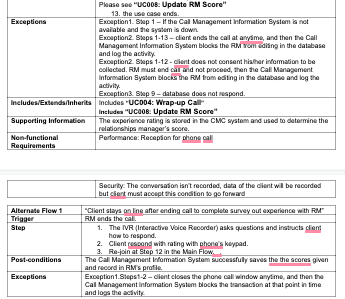 Please see "UC008: Update RM Score"
13. the use case ends.
Exceptions
Exception1. Step 1 – If the Call Management Information System is not
available and the system is down.
Exception2. Steps 1-13 – client ends the call at anytime, and then the Call
Management Information System blocks the RM from editing in the database
and log the activity.
Exception2. Steps 1-12 - client does not consent his/her information to be
collected. RM must end call and not proceed, then the Call Management
Information System blocks the RM from editing in the database and log the
activity.
Exception3. Step 9 – database does not respond.
Includes/Extends/Inherits
Includes "UC004: Wrap-up Call"
Includes "UC008: Update RM Score"
Supporting Information
The experience rating is stored in the CMC system and used to determine the
relationships manager's score.
Non-functional
Requirements
Performance: Reception for phone call
Security: The conversation isn't recorded, data of the client will be recorded
but client must accept this condition to go forward
Alternate Flow 1
"Client stays on line after ending call to complete survey out experience with RM"
Trigger
RM ends the call.
Step
1. The IVR (Interactive Voice Recorder) asks questions and instructs client
how to respond.
2. Client respond with rating with phone's keypad.
3. Re-join at Step 12 in the Main Flow.
Post-conditions
The Call Management Information System successfully saves the the scores given
and record in RM's profile.
Exceptions
Exception1.Steps1-2 – client closes the phone call window anytime, and then the
Call Management Information System blocks the transaction at that point in time
and logs the activity.